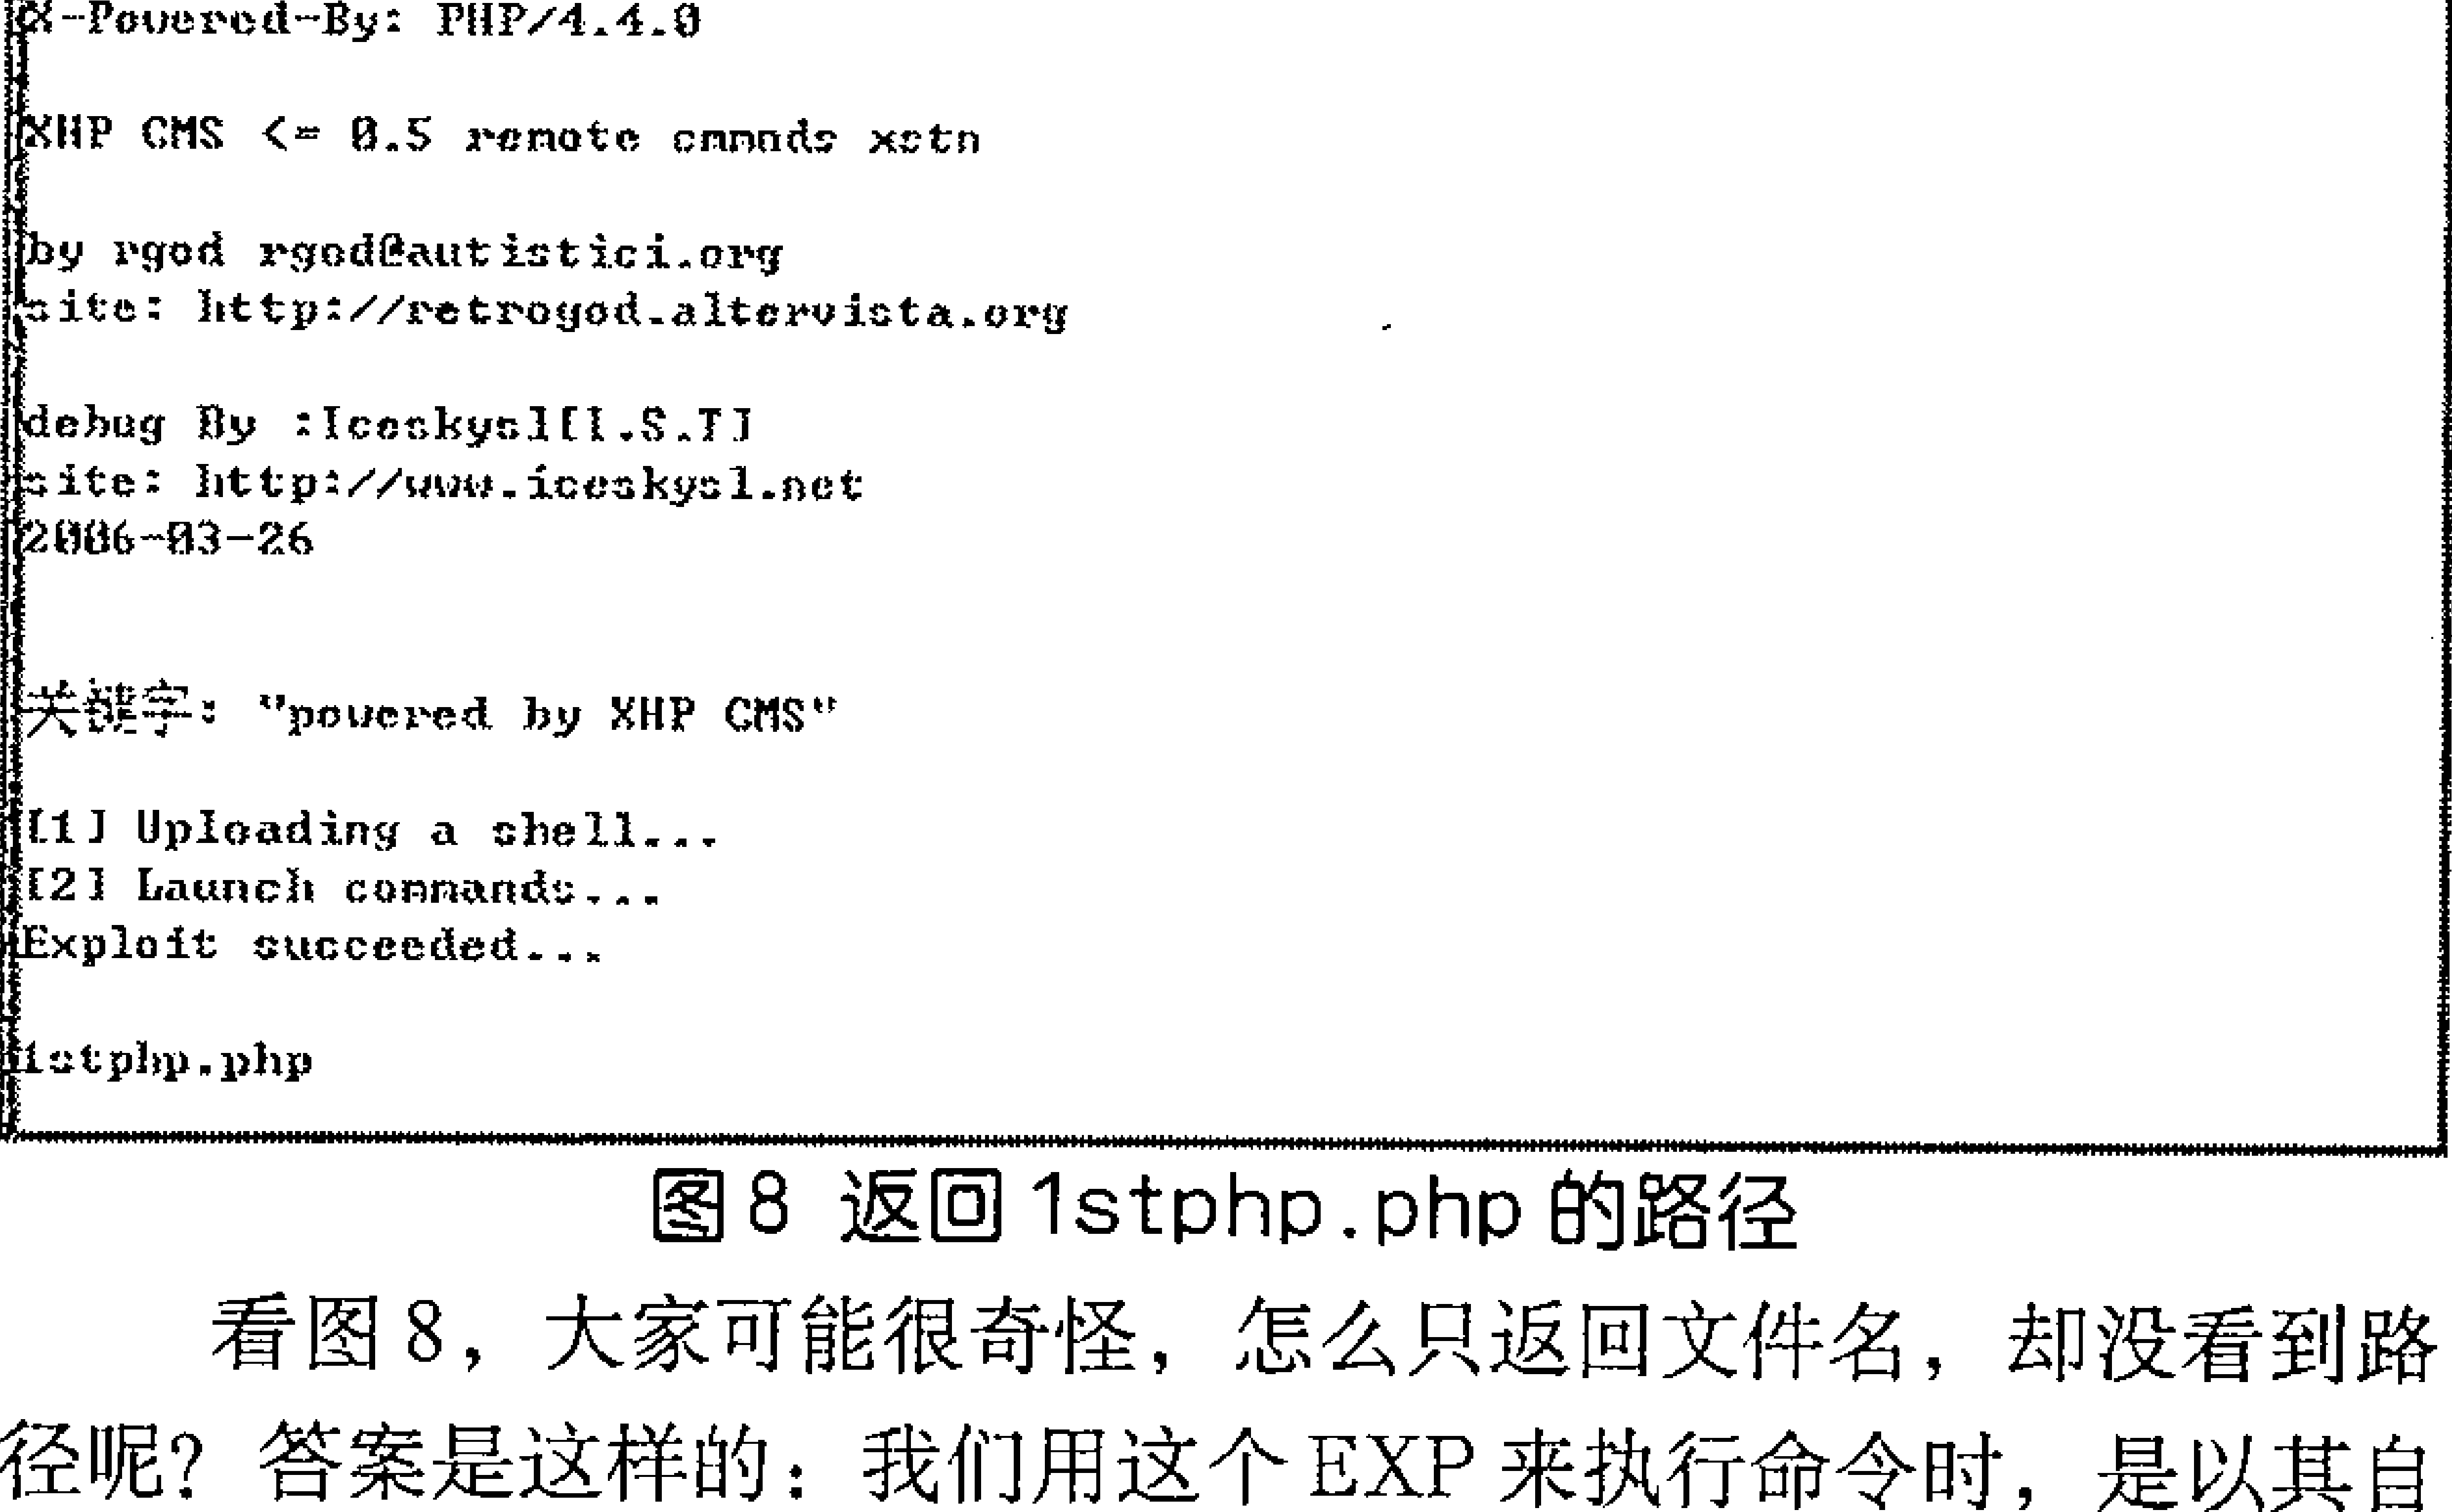 X-Powered-By: PHP/4.4.0
XHP CMS <= 0.5 remote cmmnds xctn
by rgod rgod@autistici.org
site: http://retrogod.altervista.org
debug By :Iceskysl[I.S.T]
site: http://www.iceskysl.net
2006-03-26
关键字: "powered by XHP CMS"
[1] Uploading a shell...
[2] Launch commands...
Exploit succeeded...
1stphp.php
图8 返回1stphp.php的路径
看图8，大家可能很奇怪，怎么只返回文件名，却没看到路
径呢？答案是这样的：我们用这个EXP来执行命令时，是以其自